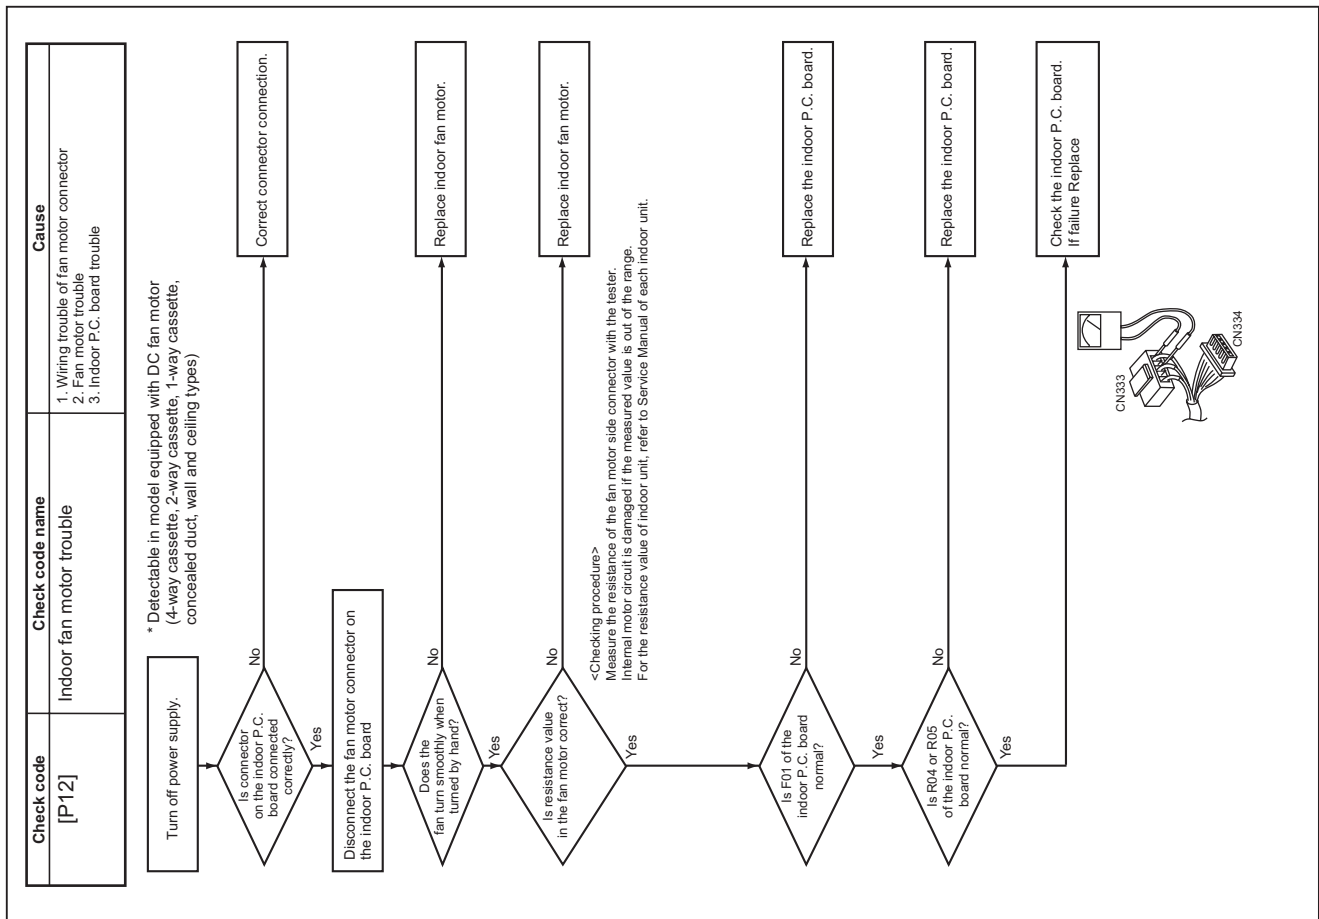 Check code
Check code name
Cause
[P12]
Indoor fan motor trouble
1. Wiring trouble of fan motor connector
2. Fan motor trouble
3. Indoor P.C. board trouble
* Detectable in model equipped with DC fan motor
(4-way cassette, 2-way cassette, 1-way cassette,
concealed duct, wall and ceiling types)
Turn off power supply.
Is connector
on the indoor P.C.
board connected
correctly?
No
Correct connector connection.
Yes
Disconnect the fan motor connector on
the indoor P.C. board
Does the
fan turn smoothly when
turned by hand?
No
Replace indoor fan motor.
Yes
Is resistance value
in the fan motor correct?
No
Replace indoor fan motor.
<Checking procedure>
Measure the resistance of the fan motor side connector with the tester.
Internal motor circuit is damaged if the measured value is out of the range.
For the resistance value of indoor unit, refer to Service Manual of each indoor unit.
Yes
Is F01 of the
indoor P.C. board
normal?
No
Replace the indoor P.C. board.
Yes
Is R04 or R05
of the indoor P.C.
board normal?
No
Replace the indoor P.C. board.
Yes
Check the indoor P.C. board.
If failure Replace
CN333
CN334